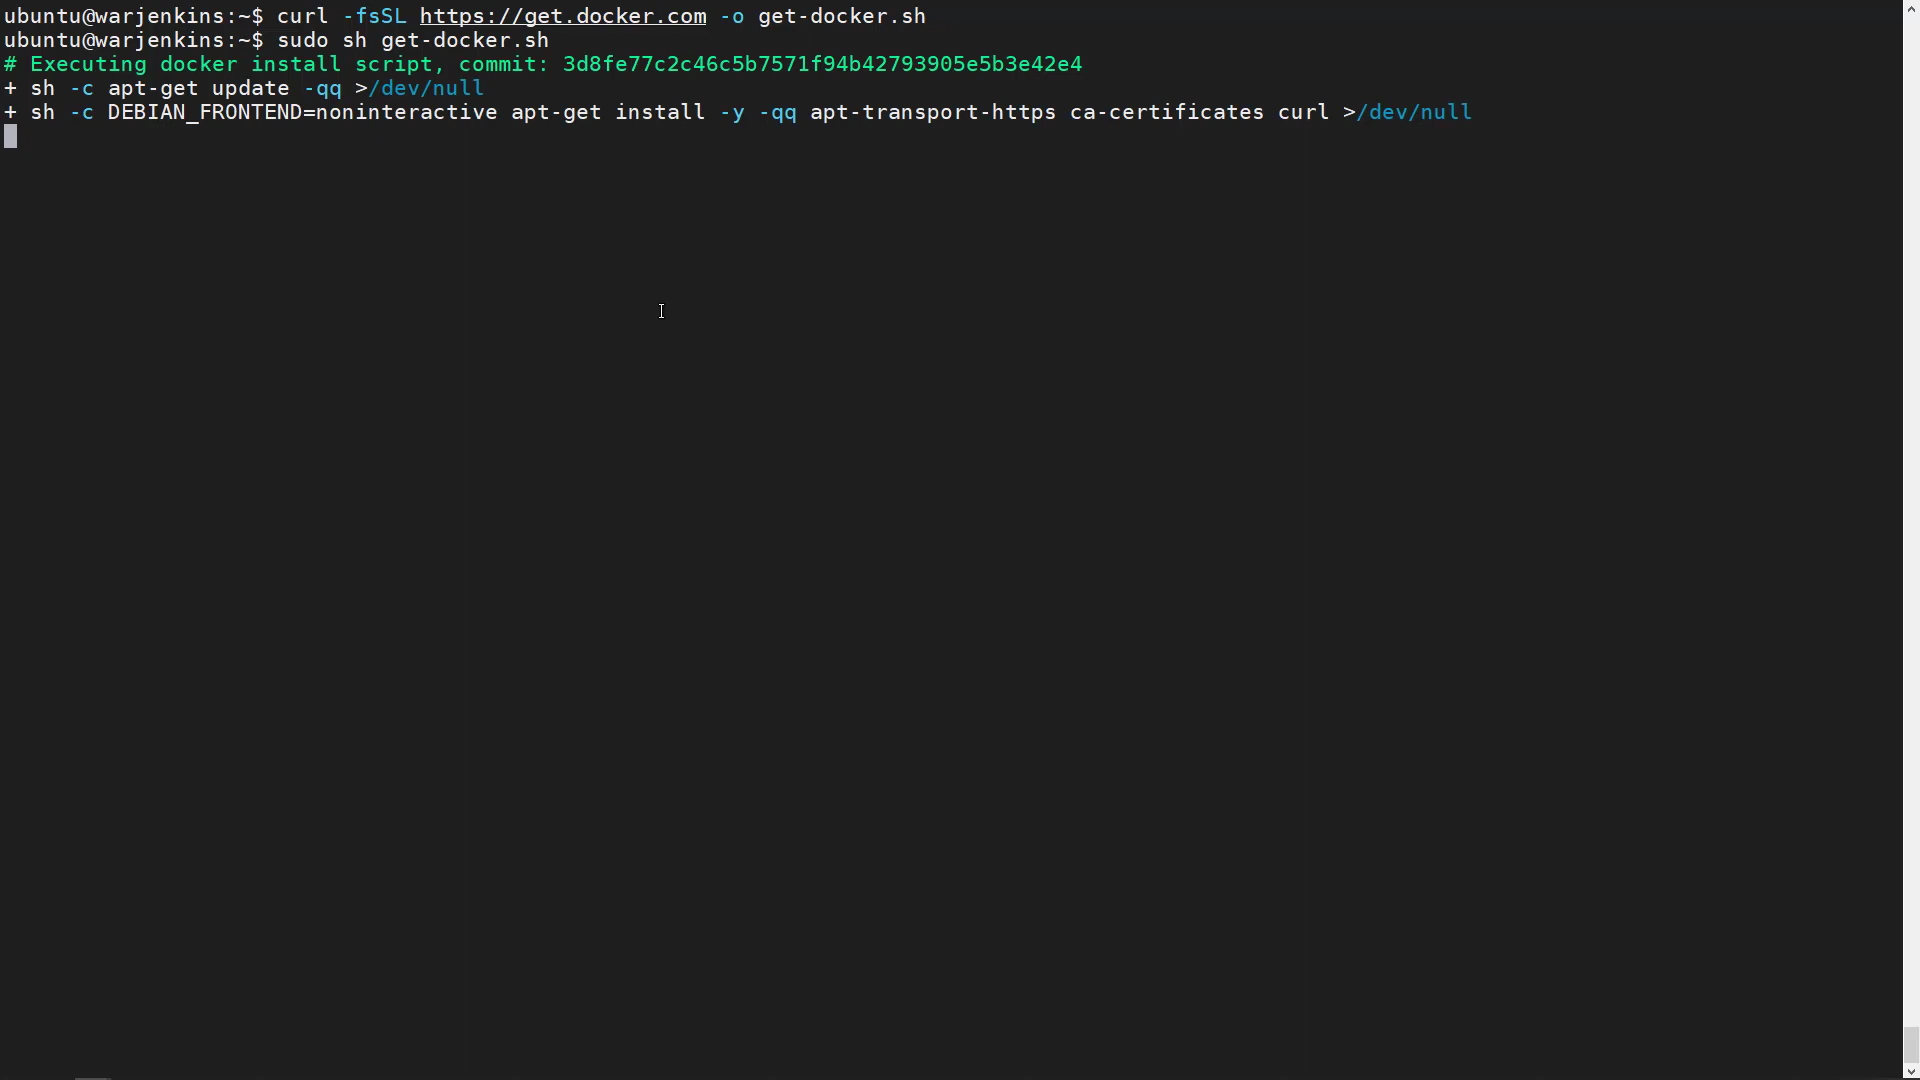 ubuntu@warjenkins:~$ curl -fsSL https://get.docker.com -o get-docker.sh
ubuntu@warjenkins:~$ sudo sh get-docker.sh
# Executing docker install script, commit: 3d8fe77c2c46c5b7571f94b42793905e5b3e42e4
+ sh -c apt-get update -qq >/dev/null
+ sh -c DEBIAN_FRONTEND=noninteractive apt-get install -y -qq apt-transport-https ca-certificates curl >/dev/null